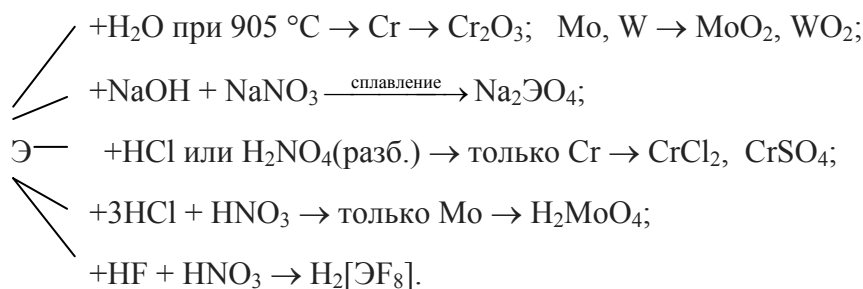 +H₂O при 905 °C → Cr → Cr₂O₃; Mo, W → MoO₂, WO₂;
+NaOH + NaNO₃ —сплавление→ Na₂ЭO₄;
Э +HCl или H₂NO₄(разб.) → только Cr → CrCl₂, CrSO₄;
+3HCl + HNO₃ → только Mo → H₂MoO₄;
+HF + HNO₃ → H₂[ЭF₈].